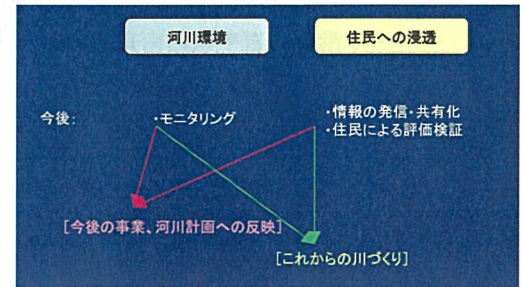 河川環境
住民への浸透
今後:
・モニタリング
・情報の発信・共有化
・住民による評価検証
[今後の事業、河川計画への反映]
[これからの川づくり]